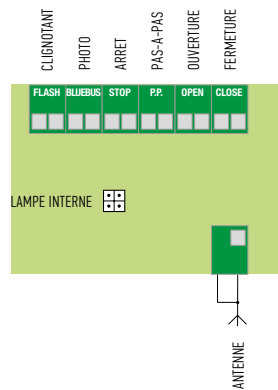 CLIGNOTANT
PHOTO
ARRET
PAS-A-PAS
OUVERTURE
FERMETURE
FLASH
BLUEBUS
STOP
P.P.
OPEN
CLOSE
LAMPE INTERNE
ANTENNE